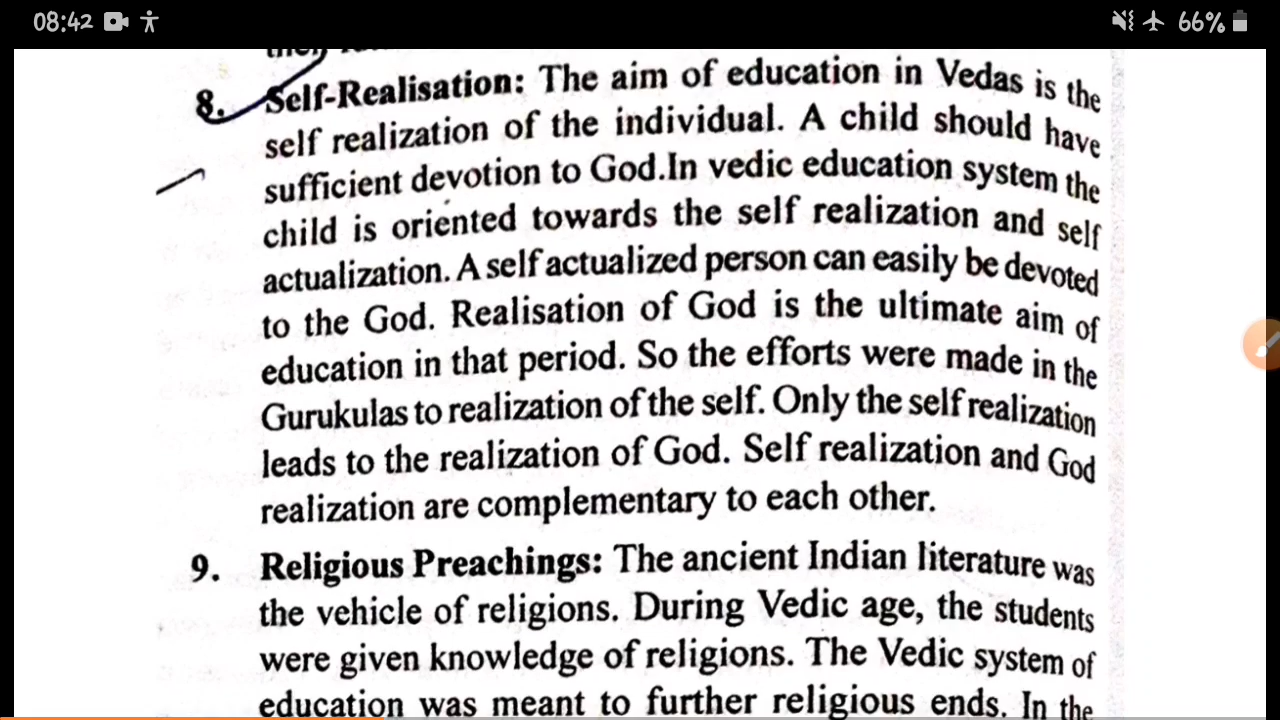 08:42
66%
8. Self-Realisation: The aim of education in Vedas is the
self realization of the individual. A child should have
sufficient devotion to God.In vedic education system the
child is oriented towards the self realization and self
actualization. A self actualized person can easily be devoted
to the God. Realisation of God is the ultimate aim of
education in that period. So the efforts were made in the
Gurukulas to realization of the self. Only the self realization
leads to the realization of God. Self realization and God
realization are complementary to each other.
9. Religious Preachings: The ancient Indian literature was
the vehicle of religions. During Vedic age, the students
were given knowledge of religions. The Vedic system of
education was meant to further religious ends. In the